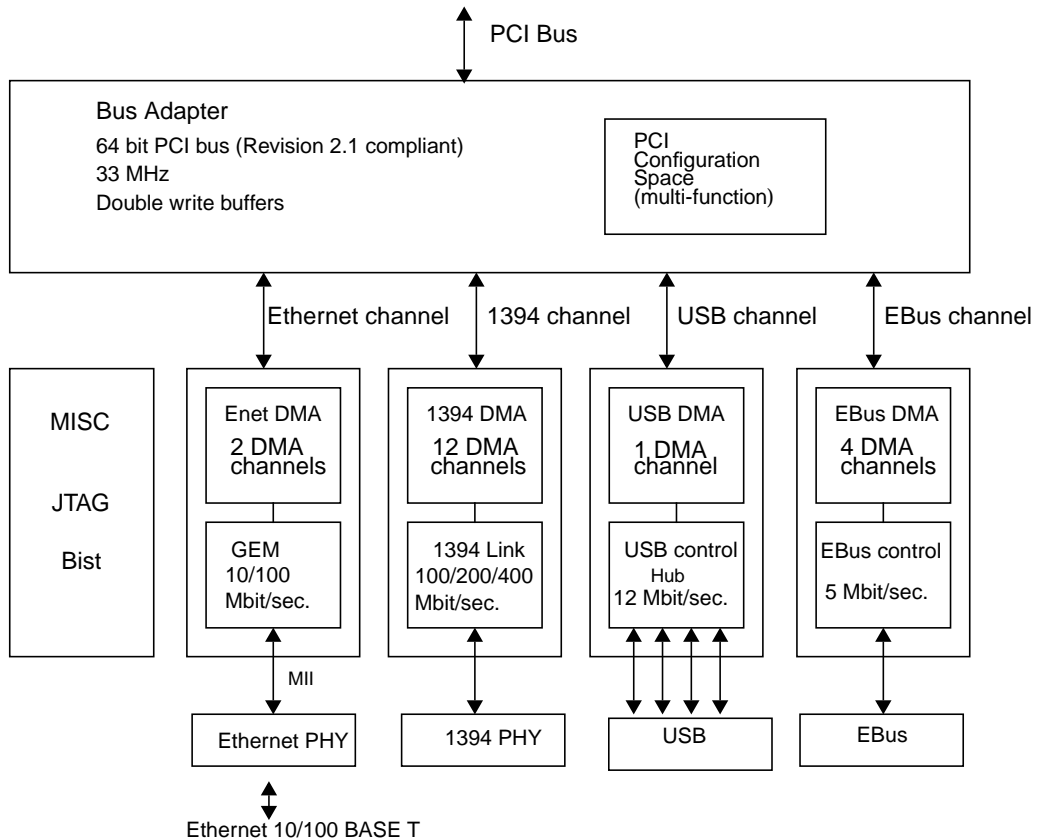 PCI Bus
Bus Adapter
64 bit PCI bus (Revision 2.1 compliant)
33 MHz
Double write buffers
PCI
Configuration
Space
(multi-function)
Ethernet channel
1394 channel
USB channel
EBus channel
MISC
JTAG
Bist
Enet DMA
2 DMA
channels
GEM
10/100
Mbit/sec.
MII
Ethernet PHY
Ethernet 10/100 BASE T
1394 DMA
12 DMA
channels
1394 Link
100/200/400
Mbit/sec.
1394 PHY
USB DMA
1 DMA
channel
USB control
Hub
12 Mbit/sec.
USB
EBus DMA
4 DMA
channels
EBus control
5 Mbit/sec.
EBus